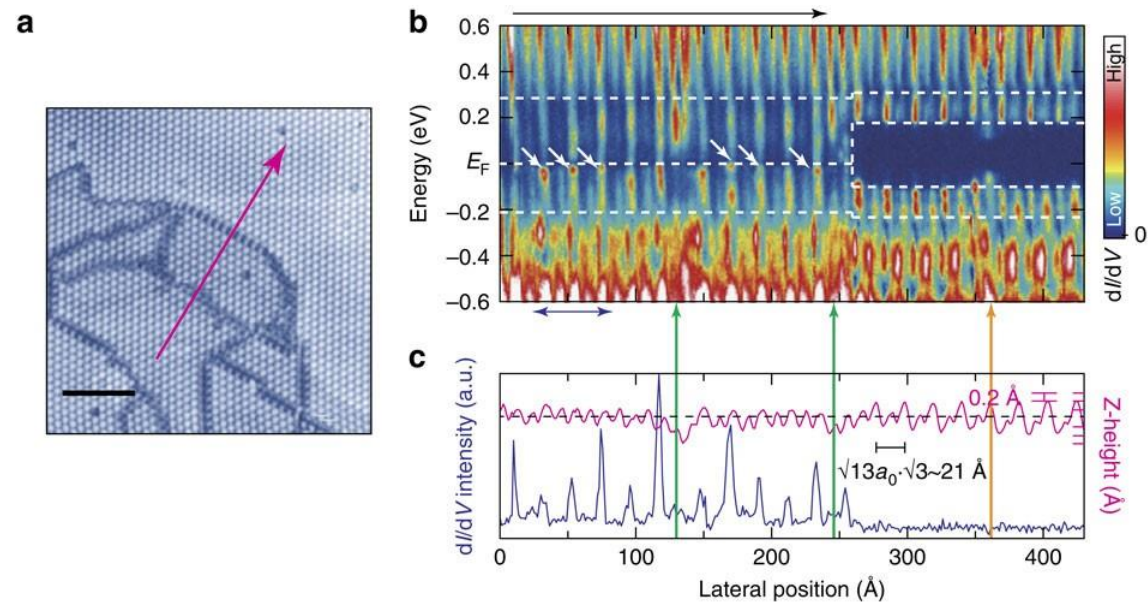 a
b
0.6
0.4
0.2
E_F
−0.2
−0.4
−0.6
Energy (eV)
High
Low
0
dI/dV
c
dI/dV intensity (a.u.)
0.2 Å
√13a₀·√3~21 Å
Z-height (Å)
0 100 200 300 400
Lateral position (Å)